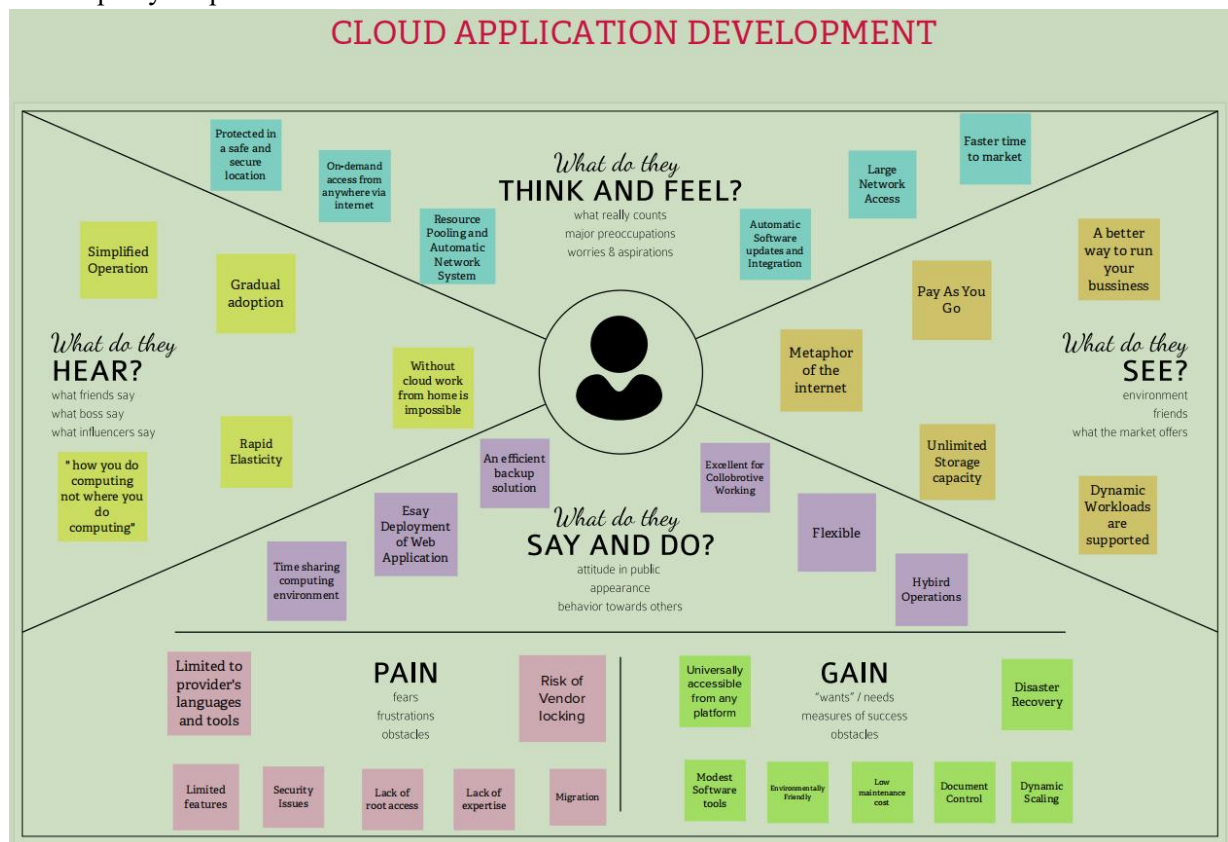 CLOUD APPLICATION DEVELOPMENT
Protected in
a safe and
secure
location
On-demand
access from
anywhere via
internet
Resource
Pooling and
Automatic
Network
System
What do they
THINK AND FEEL?
what really counts
major preoccupations
worries & aspirations
Automatic
Software
updates and
Integration
Large
Network
Access
Faster time
to market
Simplified
Operation
Gradual
adoption
What do they
HEAR?
what friends say
what boss say
what influencers say
Without
cloud work
from home is
impossible
Rapid
Elasticity
" how you do
computing
not where you
do
computing"
A better
way to run
your
bussiness
Pay As You
Go
Metaphor
of the
internet
What do they
SEE?
environment
friends
what the market offers
Unlimited
Storage
capacity
Dynamic
Workloads
are
supported
An efficient
backup
solution
Esay
Deployment
of Web
Application
Time sharing
computing
environment
What do they
SAY AND DO?
attitude in public
appearance
behavior towards others
Excellent for
Collobrotive
Working
Flexible
Hybird
Operations
Limited to
provider's
languages
and tools
PAIN
fears
frustrations
obstacles
Risk of
Vendor
locking
Limited
features
Security
Issues
Lack of
root access
Lack of
expertise
Migration
Universally
accessible
from any
platform
GAIN
"wants" / needs
measures of success
obstacles
Disaster
Recovery
Modest
Software
tools
Environmentally
Friendly
Low
maintenance
cost
Document
Control
Dynamic
Scaling